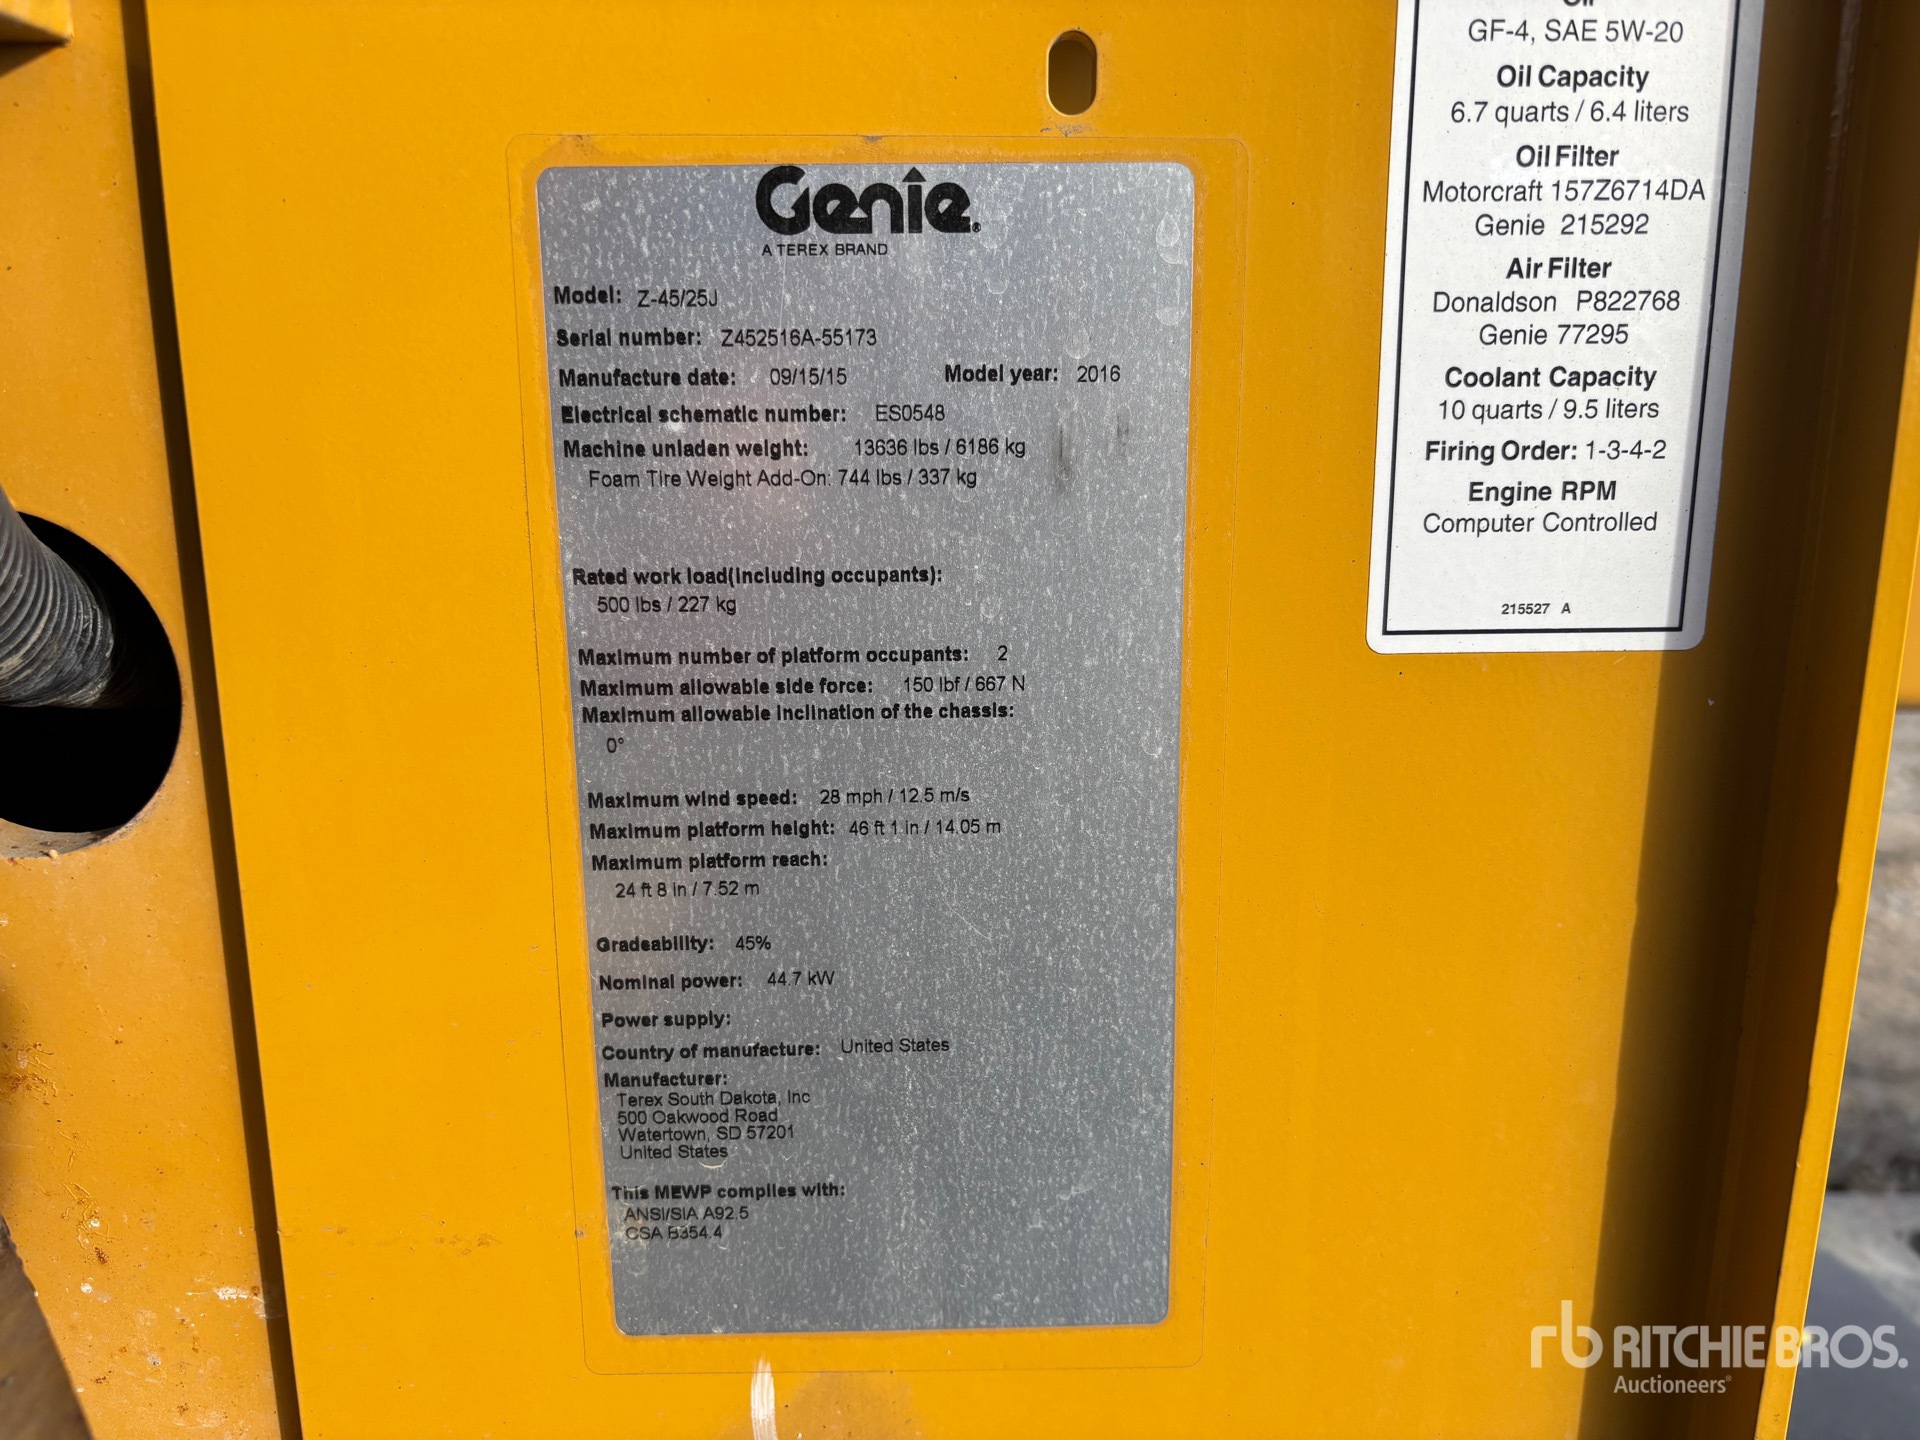 Genie®
A TEREX BRAND
Model: Z-45/25J
Serial number: Z452516A-55173
Manufacture date: 09/15/15 Model year: 2016
Electrical schematic number: ES0548
Machine unladen weight: 13636 lbs / 6186 kg
Foam Tire Weight Add-On: 744 lbs / 337 kg
Rated work load(including occupants):
500 lbs / 227 kg
Maximum number of platform occupants: 2
Maximum allowable side force: 150 lbf / 667 N
Maximum allowable inclination of the chassis:
0°
Maximum wind speed: 28 mph / 12.5 m/s
Maximum platform height: 46 ft 1 in / 14.05 m
Maximum platform reach:
24 ft 8 in / 7.52 m
Gradeability: 45%
Nominal power: 44.7 kW
Power supply:
Country of manufacture: United States
Manufacturer:
Terex South Dakota, Inc
500 Oakwood Road
Watertown, SD 57201
United States
This MEWP complies with:
ANSI/SIA A92.5
CSA B354.4
Oil
GF-4, SAE 5W-20
Oil Capacity
6.7 quarts / 6.4 liters
Oil Filter
Motorcraft 157Z6714DA
Genie 215292
Air Filter
Donaldson P822768
Genie 77295
Coolant Capacity
10 quarts / 9.5 liters
Firing Order: 1-3-4-2
Engine RPM
Computer Controlled
215527 A
rb RITCHIE BROS.
Auctioneers®